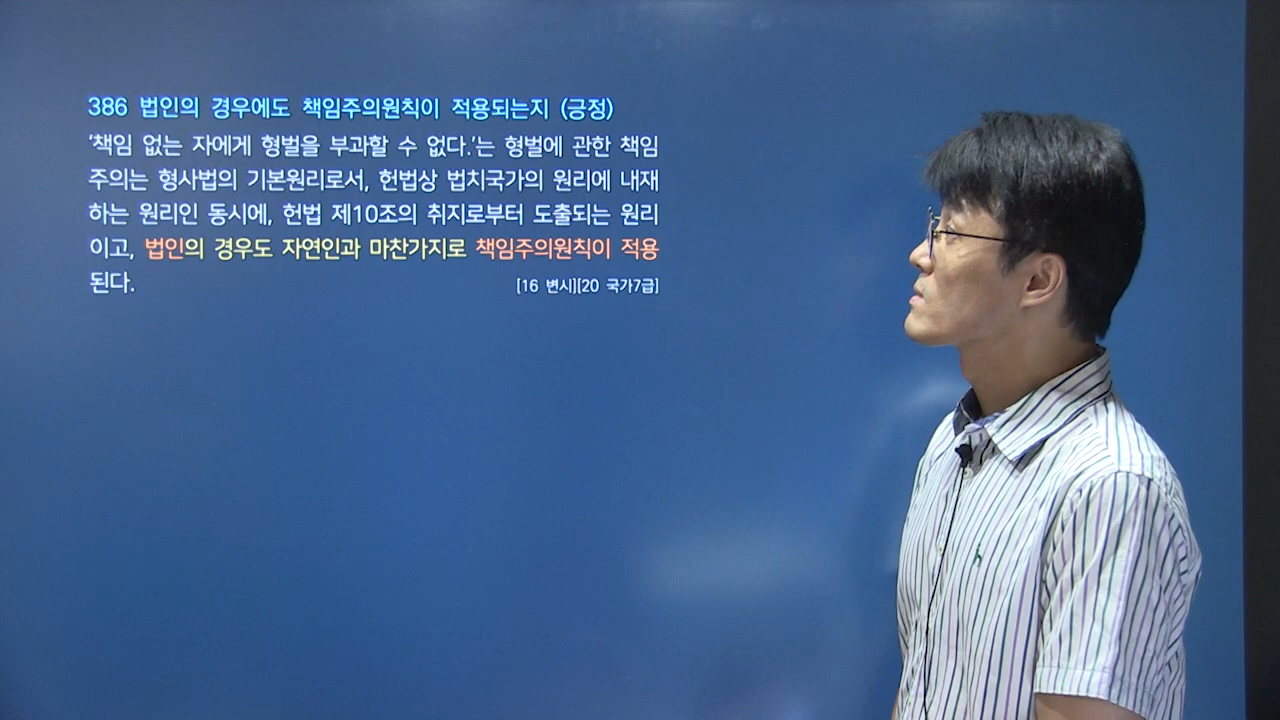 386 법인의 경우에도 책임주의원칙이 적용되는지 (긍정)
‘책임 없는 자에게 형벌을 부과할 수 없다.’는 형벌에 관한 책임
주의는 형사법의 기본원리로서, 헌법상 법치국가의 원리에 내재
하는 원리인 동시에, 헌법 제10조의 취지로부터 도출되는 원리
이고, 법인의 경우도 자연인과 마찬가지로 책임주의원칙이 적용
된다. [16 변시][20 국가7급]